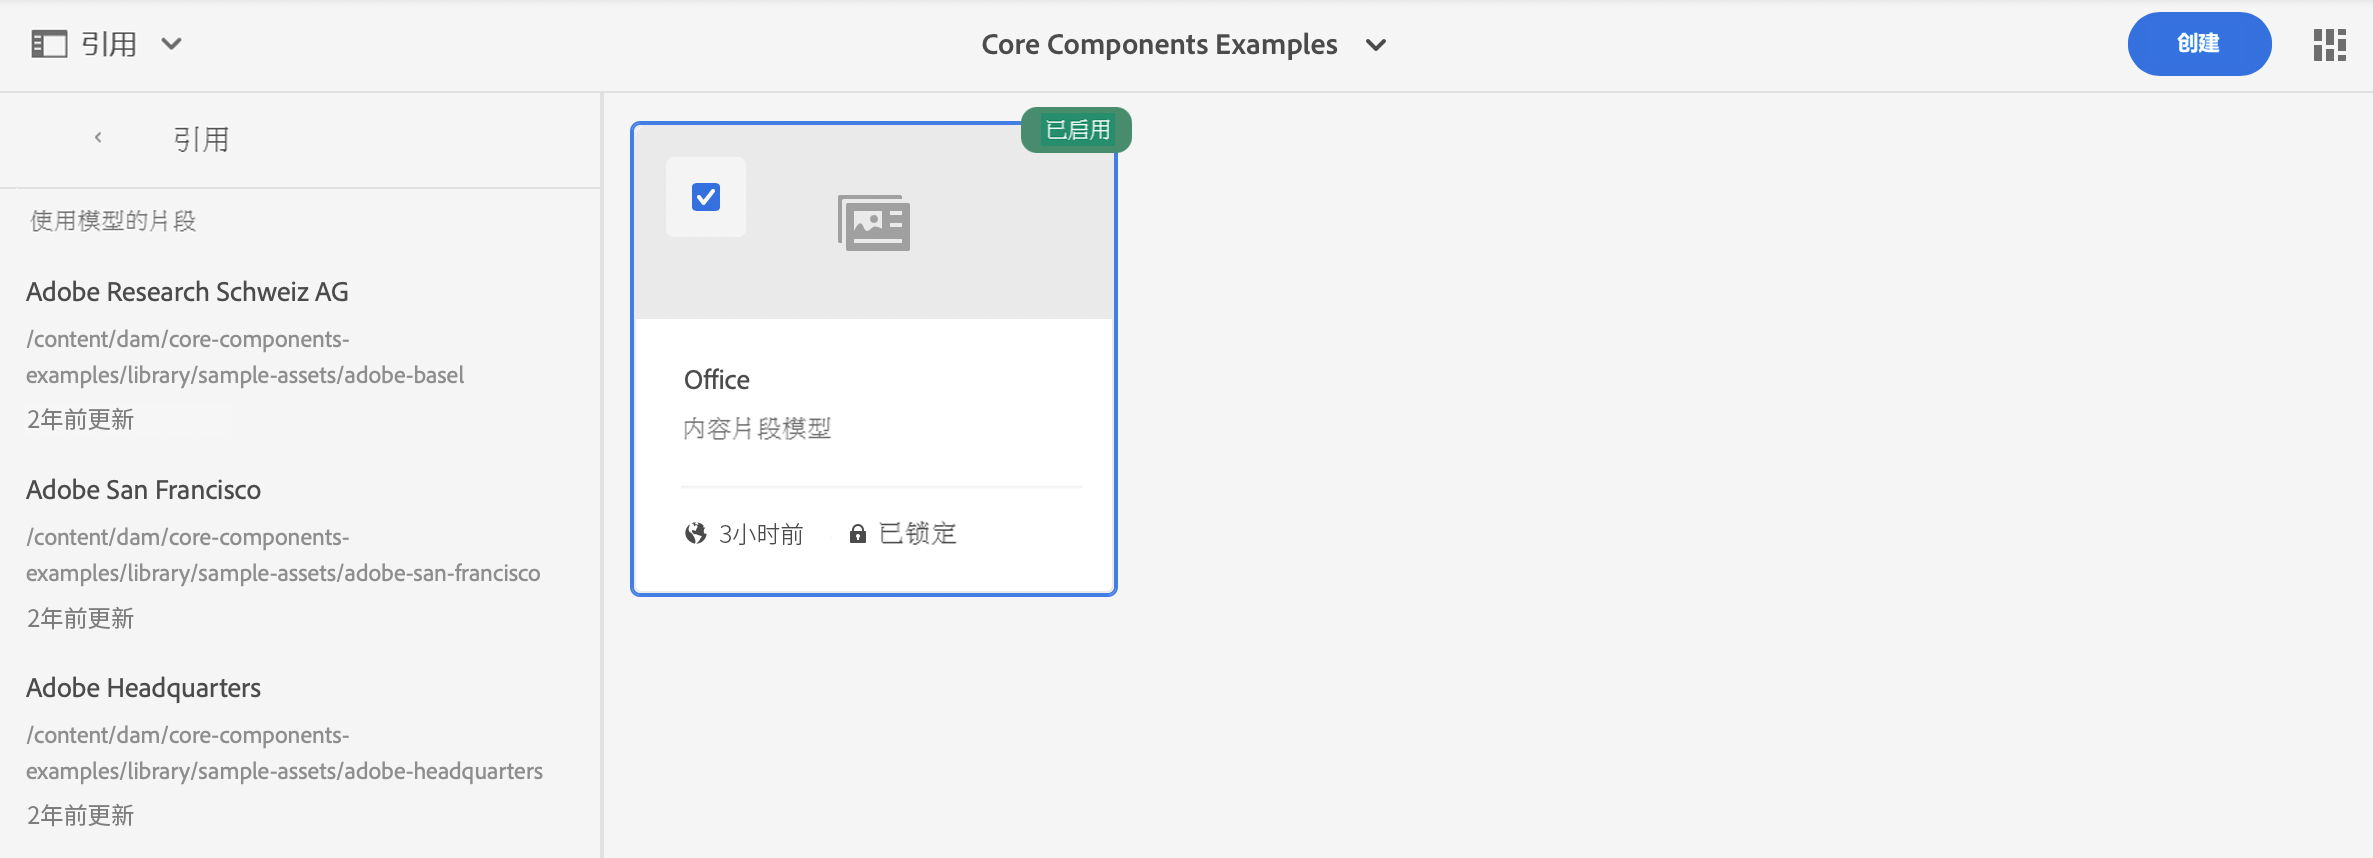 引用
Core Components Examples
创建
引用
使用模型的片段
Adobe Research Schweiz AG
/content/dam/core-components-
examples/library/sample-assets/adobe-basel
2年前更新
Adobe San Francisco
/content/dam/core-components-
examples/library/sample-assets/adobe-san-francisco
2年前更新
Adobe Headquarters
/content/dam/core-components-
examples/library/sample-assets/adobe-headquarters
2年前更新
已启用
Office
内容片段模型
3小时前 已锁定